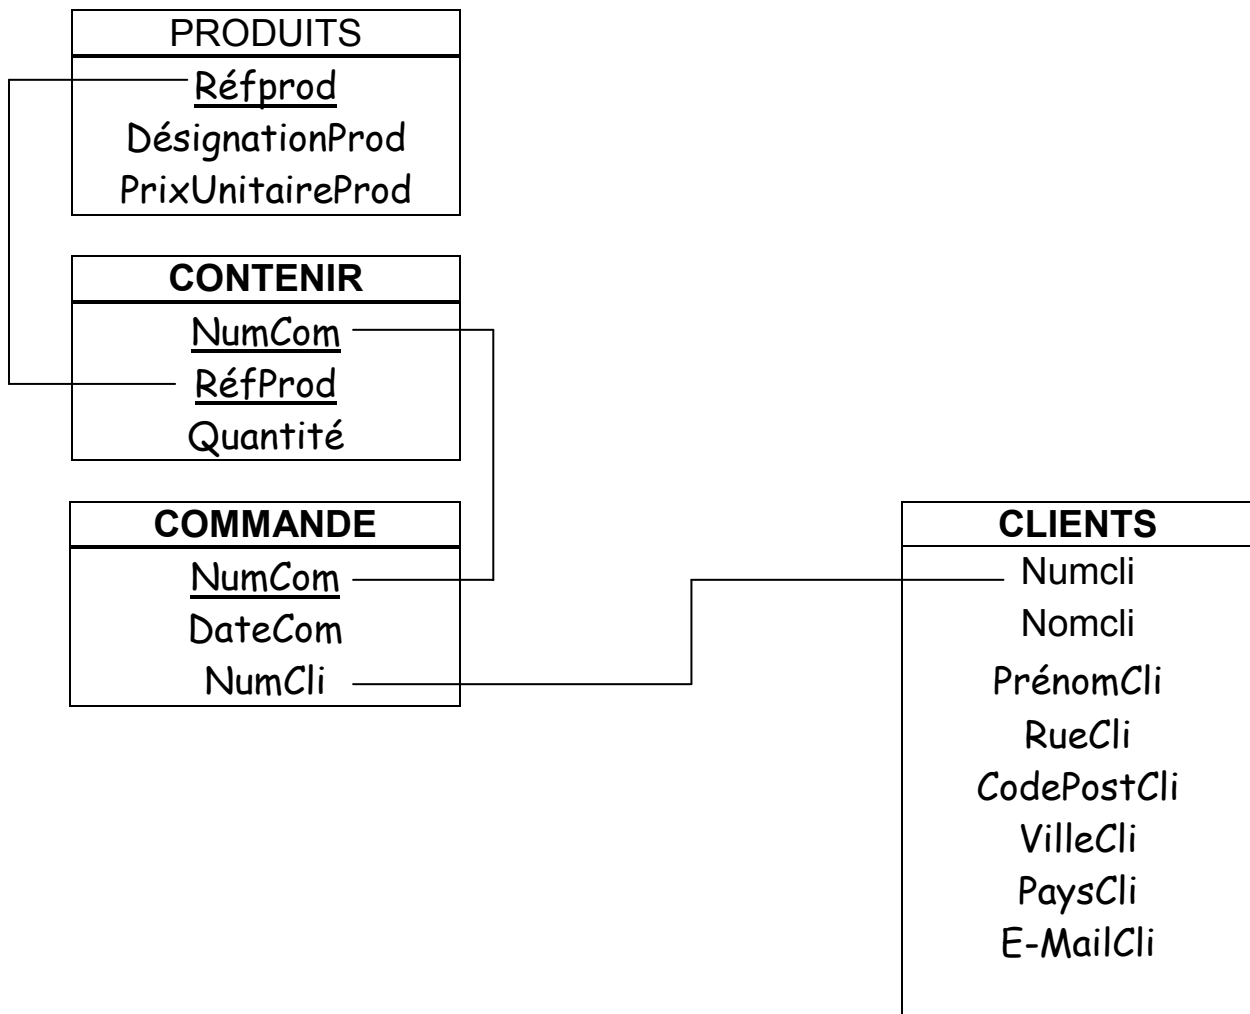 PRODUITS
Réfprod
DésignationProd
PrixUnitaireProd
CONTENIR
NumCom
RéfProd
Quantité
COMMANDE
NumCom
DateCom
NumCli
CLIENTS
Numcli
Nomcli
PrénomCli
RueCli
CodePostCli
VilleCli
PaysCli
E-MailCli